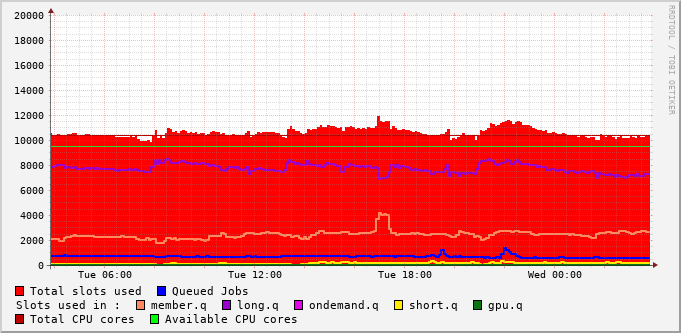 20000
18000
16000
14000
12000
10000
8000
6000
4000
2000
0
Tue 06:00 Tue 12:00 Tue 18:00 Wed 00:00
RRDTOOL / TOBI OETIKER
Total slots used Queued Jobs
Slots used in : member.q long.q ondemand.q short.q gpu.q
Total CPU cores Available CPU cores